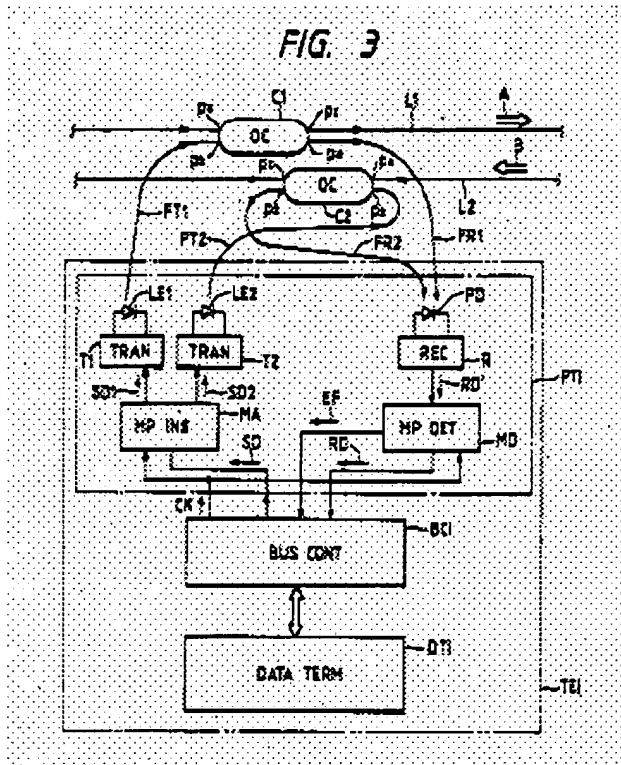 FIG. 3
C1
A
L1
OC
B
OC
C2
L2
FT1
FT2
FR2
FR1
LE1
LE2
PD
TRAN
TRAN
REC
T1
T2
R
SD1
SD2
RD'
PT1
MP INS
MA
EF
MP DET
MD
SD
RD
CK
BUS CONT
BC1
DATA TERM
DT1
TE1